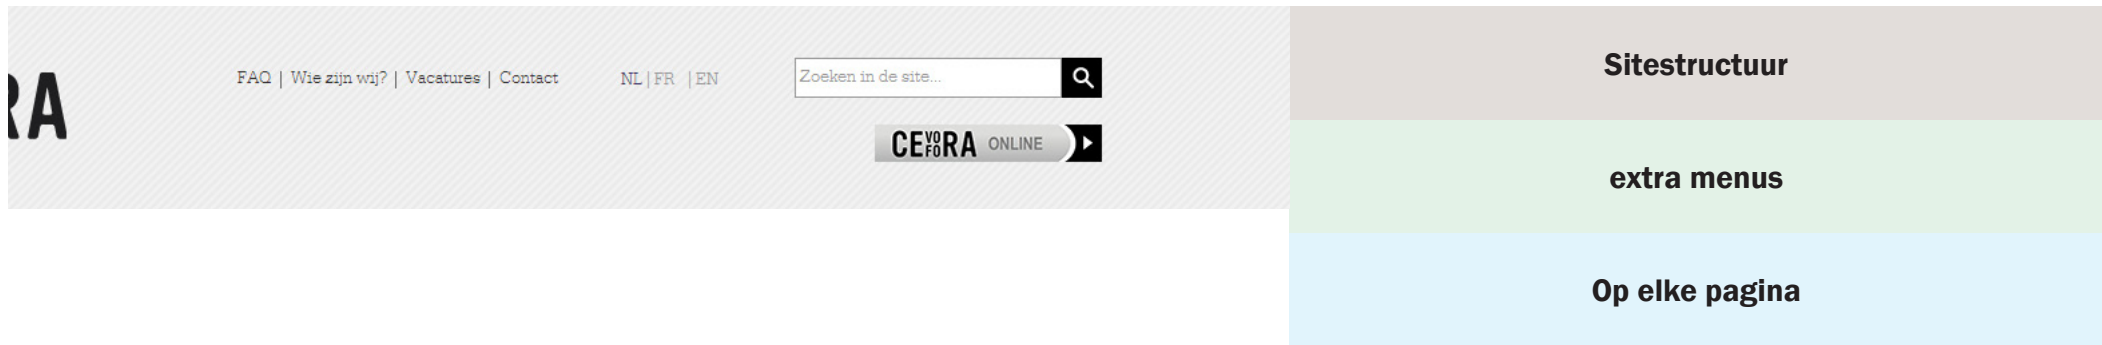 RA
FAQ | Wie zijn wij? | Vacatures | Contact
NL | FR | EN
Zoeken in de site...
CEVOFORA ONLINE
Sitestructuur
extra menus
Op elke pagina